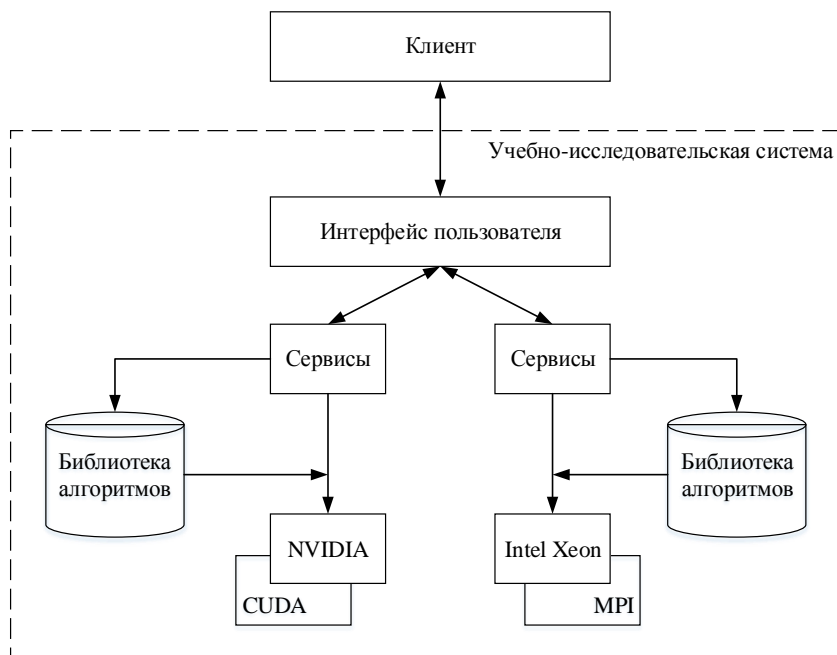 Клиент
Учебно-исследовательская система
Интерфейс пользователя
Сервисы
Сервисы
Библиотека
алгоритмов
Библиотека
алгоритмов
NVIDIA
Intel Xeon
CUDA
MPI